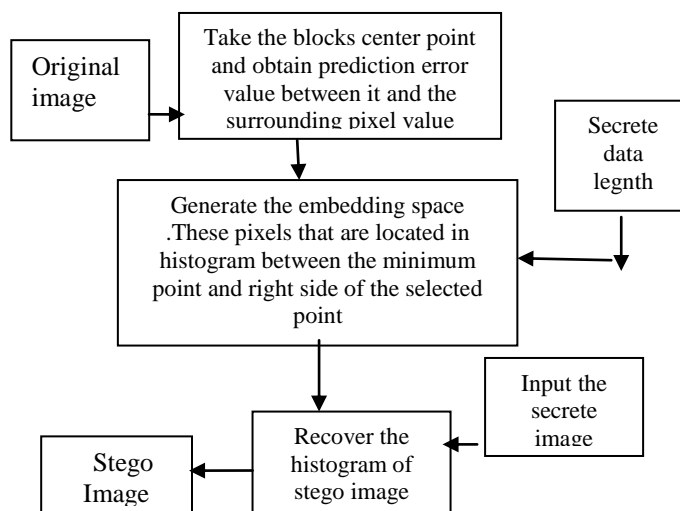 Original
image
Take the blocks center point
and obtain prediction error
value between it and the
surrounding pixel value
Secrete
data
legnth
Generate the embedding space
.These pixels that are located in
histogram between the minimum
point and right side of the selected
point
Input the
secrete
image
Recover the
histogram of
stego image
Stego
Image